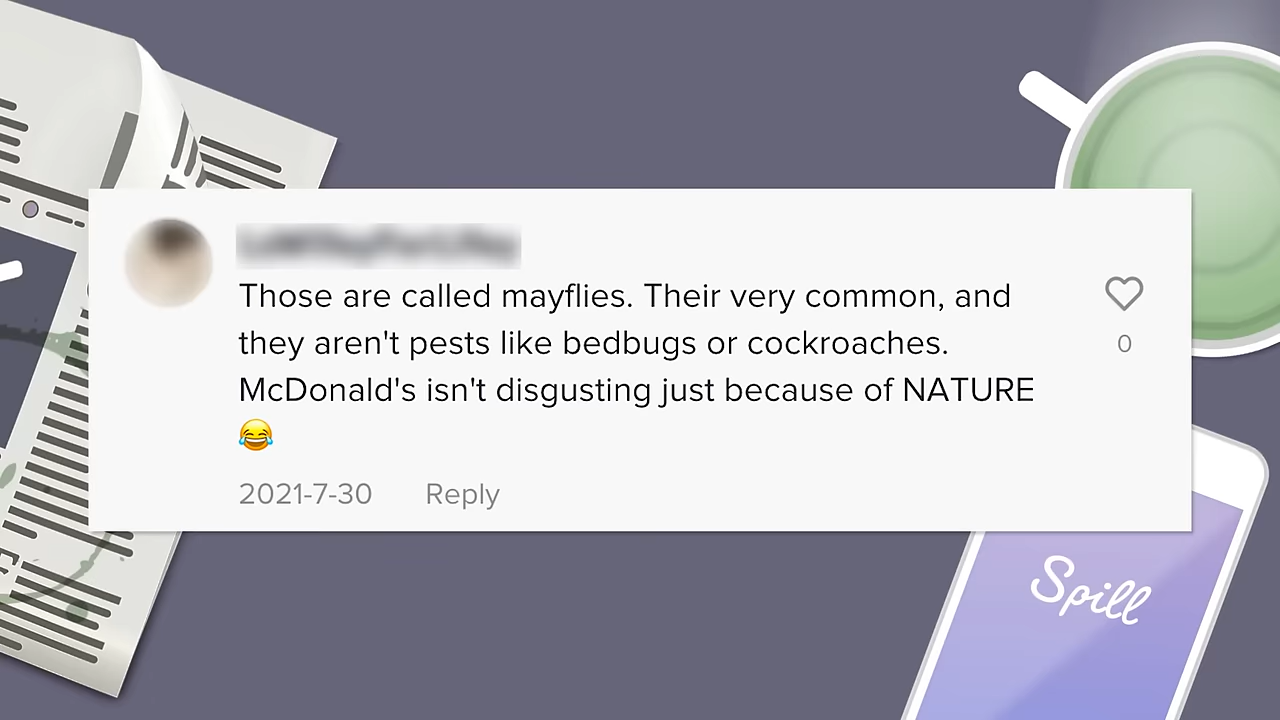 Those are called mayflies. Their very common, and
they aren't pests like bedbugs or cockroaches.
McDonald's isn't disgusting just because of NATURE
😂
0
2021-7-30 Reply
Spill